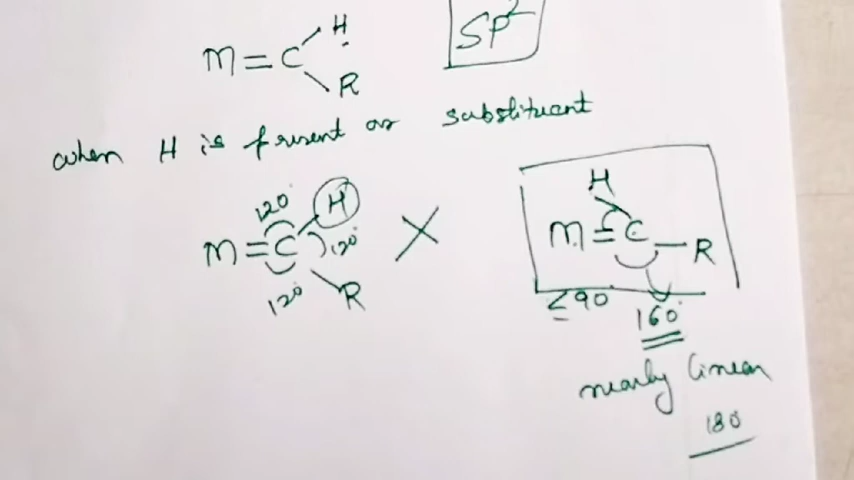 M=C H R
SP²
when H is present as substituent
M=C H R 120° 120° 120°
H M=C-R
≤90
160°
nearly linear
180